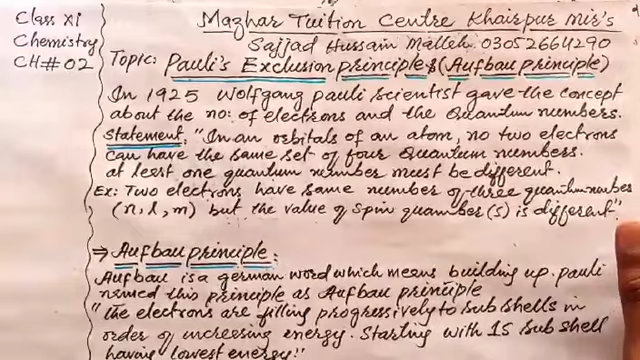 Class XI
Chemistry
CH#02
Mazhar Tuition Centre Khairpur Mir's
Sajjad Hussain Malleh 03052664290
Topic: Pauli's Exclusion principle & (Aufbau principle)
In 1925 Wolfgang pauli scientist gave the concept
about the no: of electrons and the Quantum numbers.
Statement: "In an orbitals of an atom, no two electrons
can have the same set of four Quantum numbers.
at least one quantum number must be different.
Ex: Two electrons have same number of three quantum number
(n, l, m) but the value of spin quamber(s) is different".
⇒ Aufbau principle:
Aufbau is a german word which means building up. pauli
named this principle as Aufbau principle
"The electrons are filling progressively to sub shells in
order of increasing energy. Starting with 1S sub shell
having lowest energy."